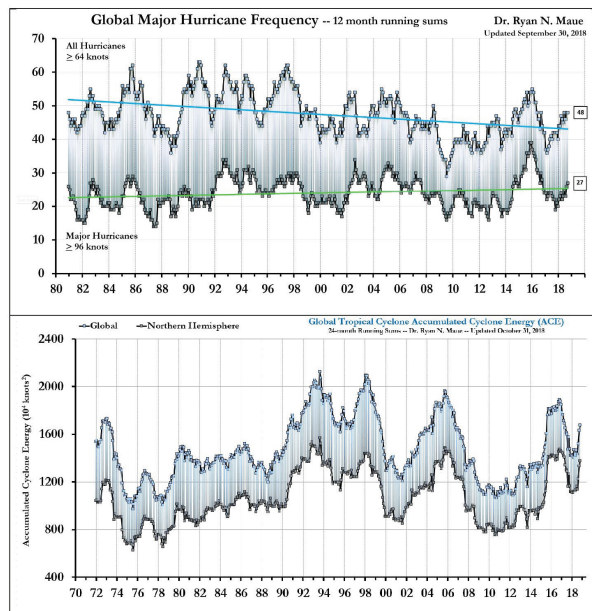 Global Major Hurricane Frequency -- 12 month running sums
Dr. Ryan N. Maue
Updated September 30, 2018
70
60
50
40
30
20
10
0
All Hurricanes
≥ 64 knots
48
27
Major Hurricanes
≥ 96 knots
80 82 84 86 88 90 92 94 96 98 00 02 04 06 08 10 12 14 16 18 20
Global Northern Hemisphere
Global Tropical Cyclone Accumulated Cyclone Energy (ACE)
24-month Running Sums -- Dr. Ryan N. Maue -- Updated October 31, 2018
Accumulated Cyclone Energy (10⁴ knots²)
2400
2000
1600
1200
800
400
70 72 74 76 78 80 82 84 86 88 90 92 94 96 98 00 02 04 06 08 10 12 14 16 18